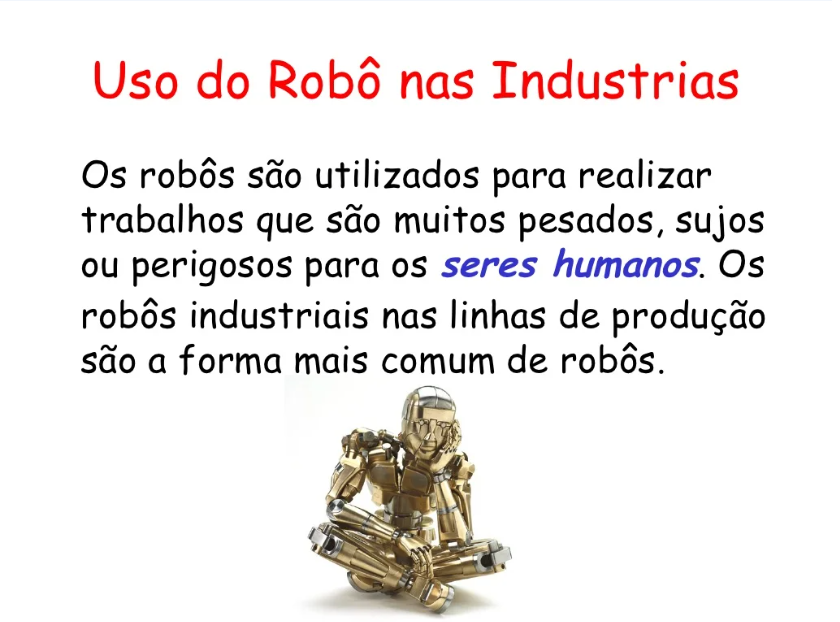 Uso do Robô nas Industrias
Os robôs são utilizados para realizar
trabalhos que são muitos pesados, sujos
ou perigosos para os seres humanos. Os
robôs industriais nas linhas de produção
são a forma mais comum de robôs.